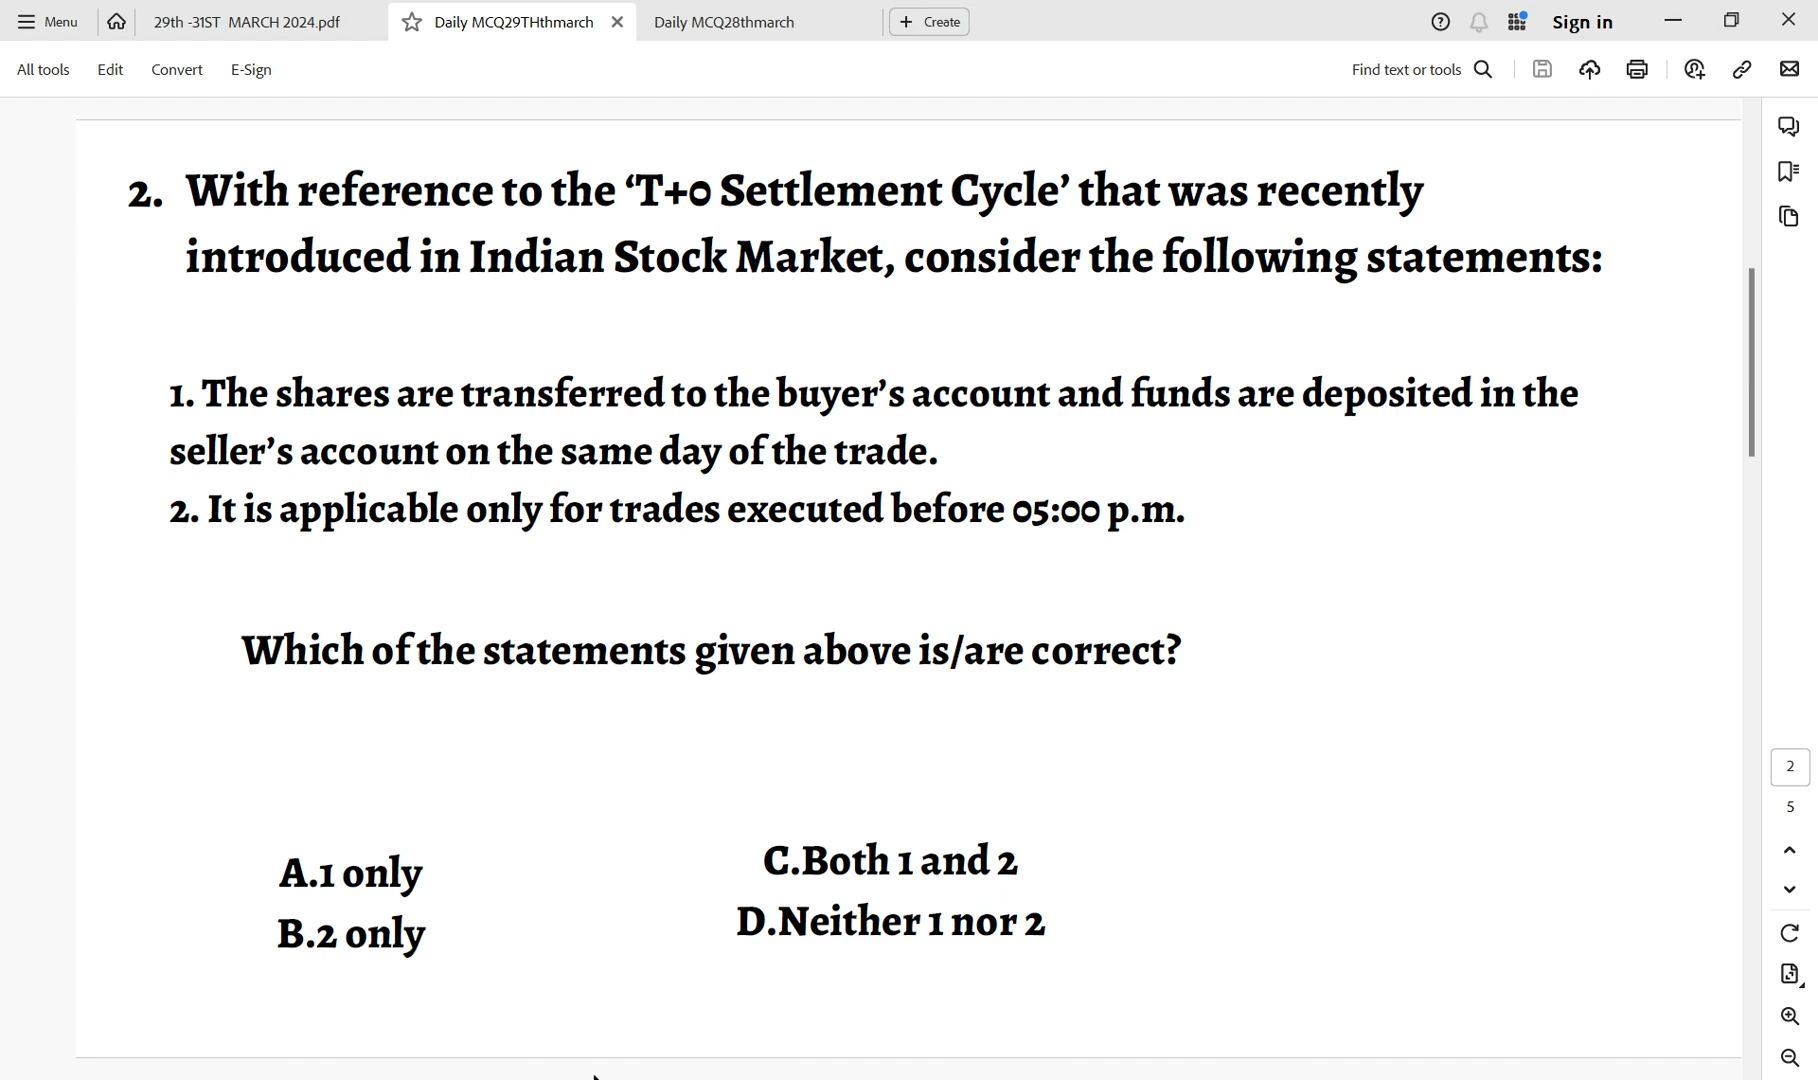 Menu
29th -31ST MARCH 2024.pdf
Daily MCQ29THthmarch
Daily MCQ28thmarch
Create
Sign in
All tools
Edit
Convert
E-Sign
Find text or tools
2. With reference to the ‘T+0 Settlement Cycle’ that was recently
introduced in Indian Stock Market, consider the following statements:
1. The shares are transferred to the buyer’s account and funds are deposited in the
seller’s account on the same day of the trade.
2. It is applicable only for trades executed before 05:00 p.m.
Which of the statements given above is/are correct?
A.1 only
B.2 only
C.Both 1 and 2
D.Neither 1 nor 2
2
5